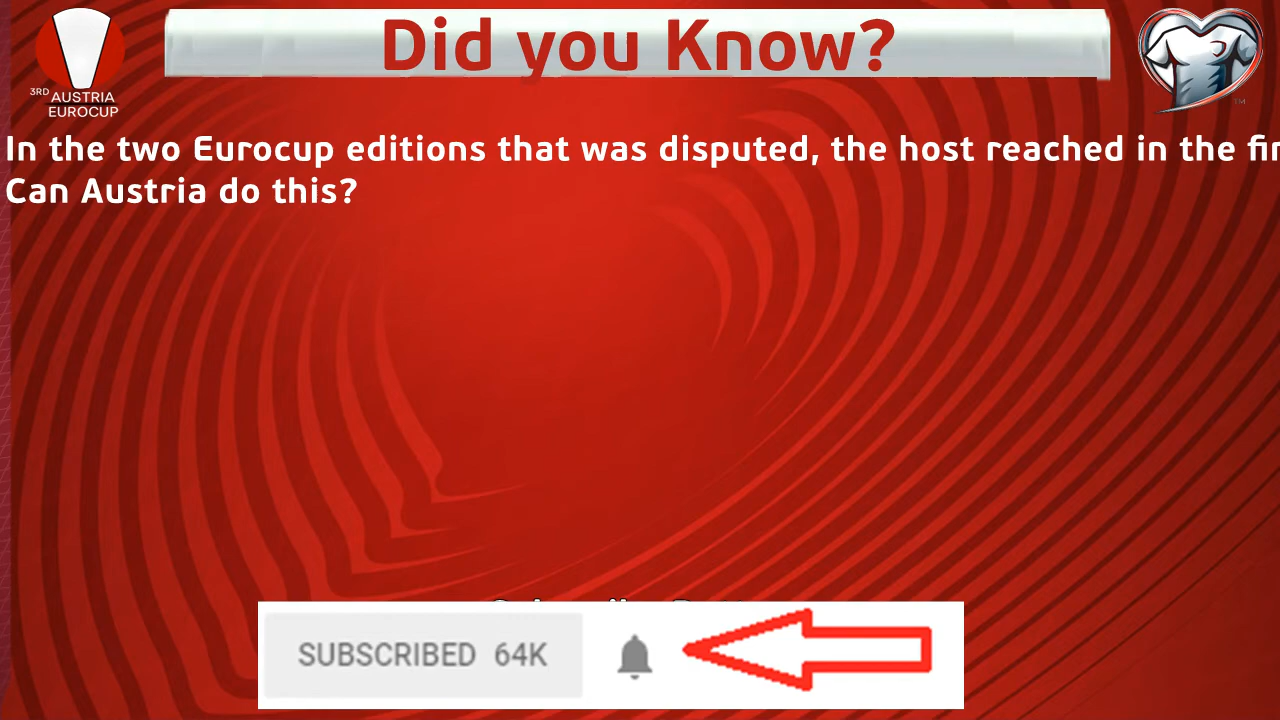 Did you Know?
3RD AUSTRIA
EUROCUP
TM
In the two Eurocup editions that was disputed, the host reached in the
Can Austria do this?
SUBSCRIBED 64K